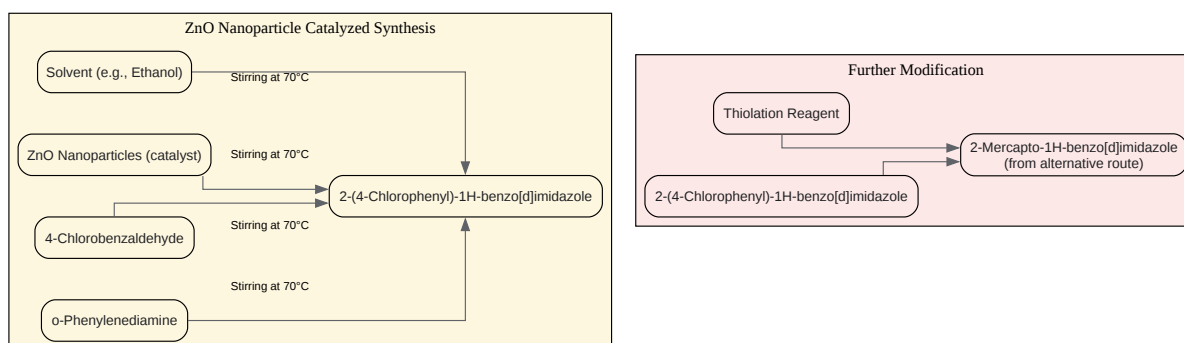 ZnO Nanoparticle Catalyzed Synthesis
Solvent (e.g., Ethanol)
Stirring at 70°C
ZnO Nanoparticles (catalyst)
Stirring at 70°C
2-(4-Chlorophenyl)-1H-benzo[d]imidazole
4-Chlorobenzaldehyde
Stirring at 70°C
Stirring at 70°C
o-Phenylenediamine
Further Modification
Thiolation Reagent
2-Mercapto-1H-benzo[d]imidazole
(from alternative route)
2-(4-Chlorophenyl)-1H-benzo[d]imidazole